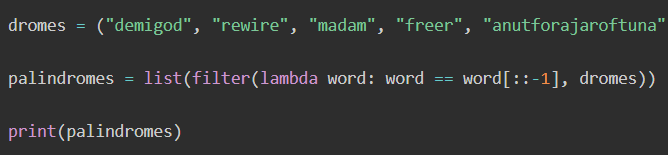 dromes = ("demigod", "rewire", "madam", "freer", "anutforajaroftuna"
palindromes = list(filter(lambda word: word == word[::-1], dromes))
print(palindromes)